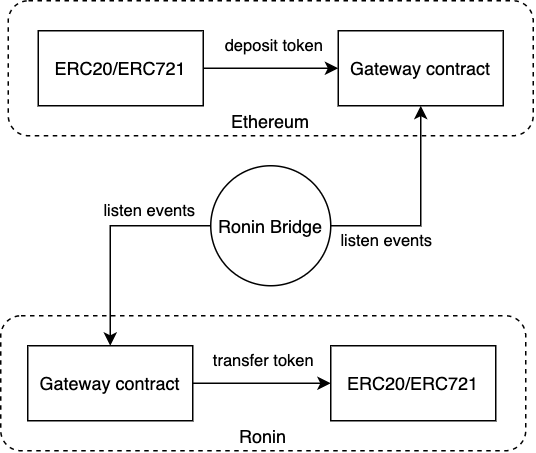 deposit token
ERC20/ERC721
Gateway contract
Ethereum
listen events
Ronin Bridge
listen events
transfer token
Gateway contract
ERC20/ERC721
Ronin